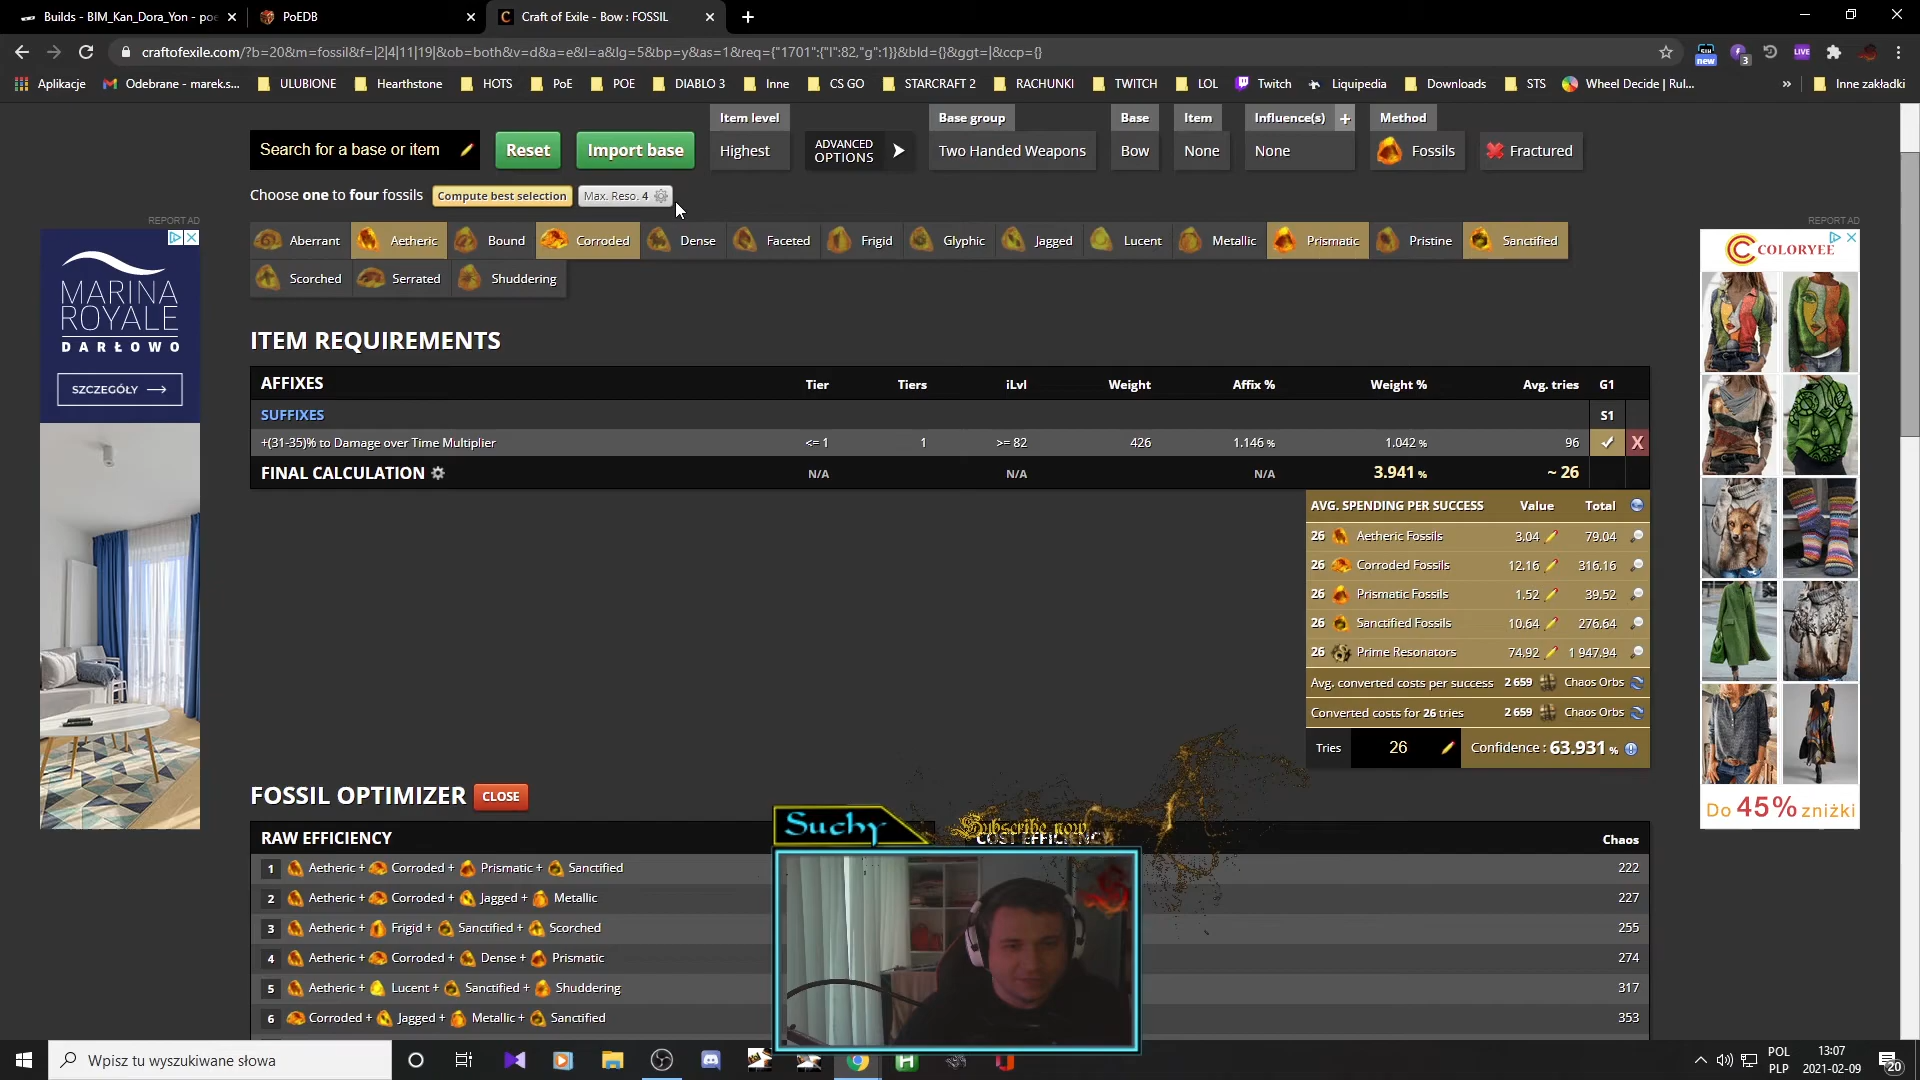 Builds - BIM_Kan_Dora_Yon - poe
PoEDB
Craft of Exile - Bow : FOSSIL
craftofexile.com/?b=20&m=fossil&f=|2|4|11|19|&ob=both&v=d&a=e&l=a&lg=5&bp=y&as=1&req={"1701":{"l":82,"g":1}}&bld={}&ggt=|&ccp={}
new
3
LIVE
Aplikacje
Odebrane - marek.s...
ULUBIONE
Hearthstone
HOTS
PoE
POE
DIABLO 3
Inne
CS GO
STARCRAFT 2
RACHUNKI
TWITCH
LOL
Twitch
Liquipedia
Downloads
STS
Wheel Decide | Rul...
»
Inne zakładki
Search for a base or item
Reset
Import base
Item level
Highest
ADVANCED OPTIONS
Base group
Two Handed Weapons
Base
Bow
Item
None
Influence(s) +
None
Method
Fossils
Fractured
Choose one to four fossils
Compute best selection
Max. Reso. 4
Aberrant Aetheric Bound Corroded Dense Faceted Frigid Glyphic Jagged Lucent Metallic Prismatic Pristine Sanctified
Scorched Serrated Shuddering
ITEM REQUIREMENTS
AFFIXES Tier Tiers iLvl Weight Affix % Weight % Avg. tries G1
SUFFIXES S1
+(31-35)% to Damage over Time Multiplier <= 1 1 >= 82 426 1.146 % 1.042 % 96 X
FINAL CALCULATION N/A N/A N/A 3.941 % ~ 26
AVG. SPENDING PER SUCCESS Value Total
26 Aetheric Fossils 3.04 79.04
26 Corroded Fossils 12.16 316.16
26 Prismatic Fossils 1.52 39.52
26 Sanctified Fossils 10.64 276.64
26 Prime Resonators 74.92 1 947.94
Avg. converted costs per success 2 659 Chaos Orbs
Converted costs for 26 tries 2 659 Chaos Orbs
Tries 26 Confidence : 63.931 %
FOSSIL OPTIMIZER CLOSE
RAW EFFICIENCY
COST EFFICIENCY
Chaos
1 Aetheric + Corroded + Prismatic + Sanctified 222
2 Aetheric + Corroded + Jagged + Metallic 227
3 Aetheric + Frigid + Sanctified + Scorched 255
4 Aetheric + Corroded + Dense + Prismatic 274
5 Aetheric + Lucent + Sanctified + Shuddering 317
6 Corroded + Jagged + Metallic + Sanctified 353
Suchy
Subscribe now
REPORT AD
MARINA
ROYALE
DARŁOWO
SZCZEGÓŁY
REPORT AD
COLORYEE
Do 45% zniżki
Wpisz tu wyszukiwane słowa
POL
PLP
13:07
2021-02-09
20